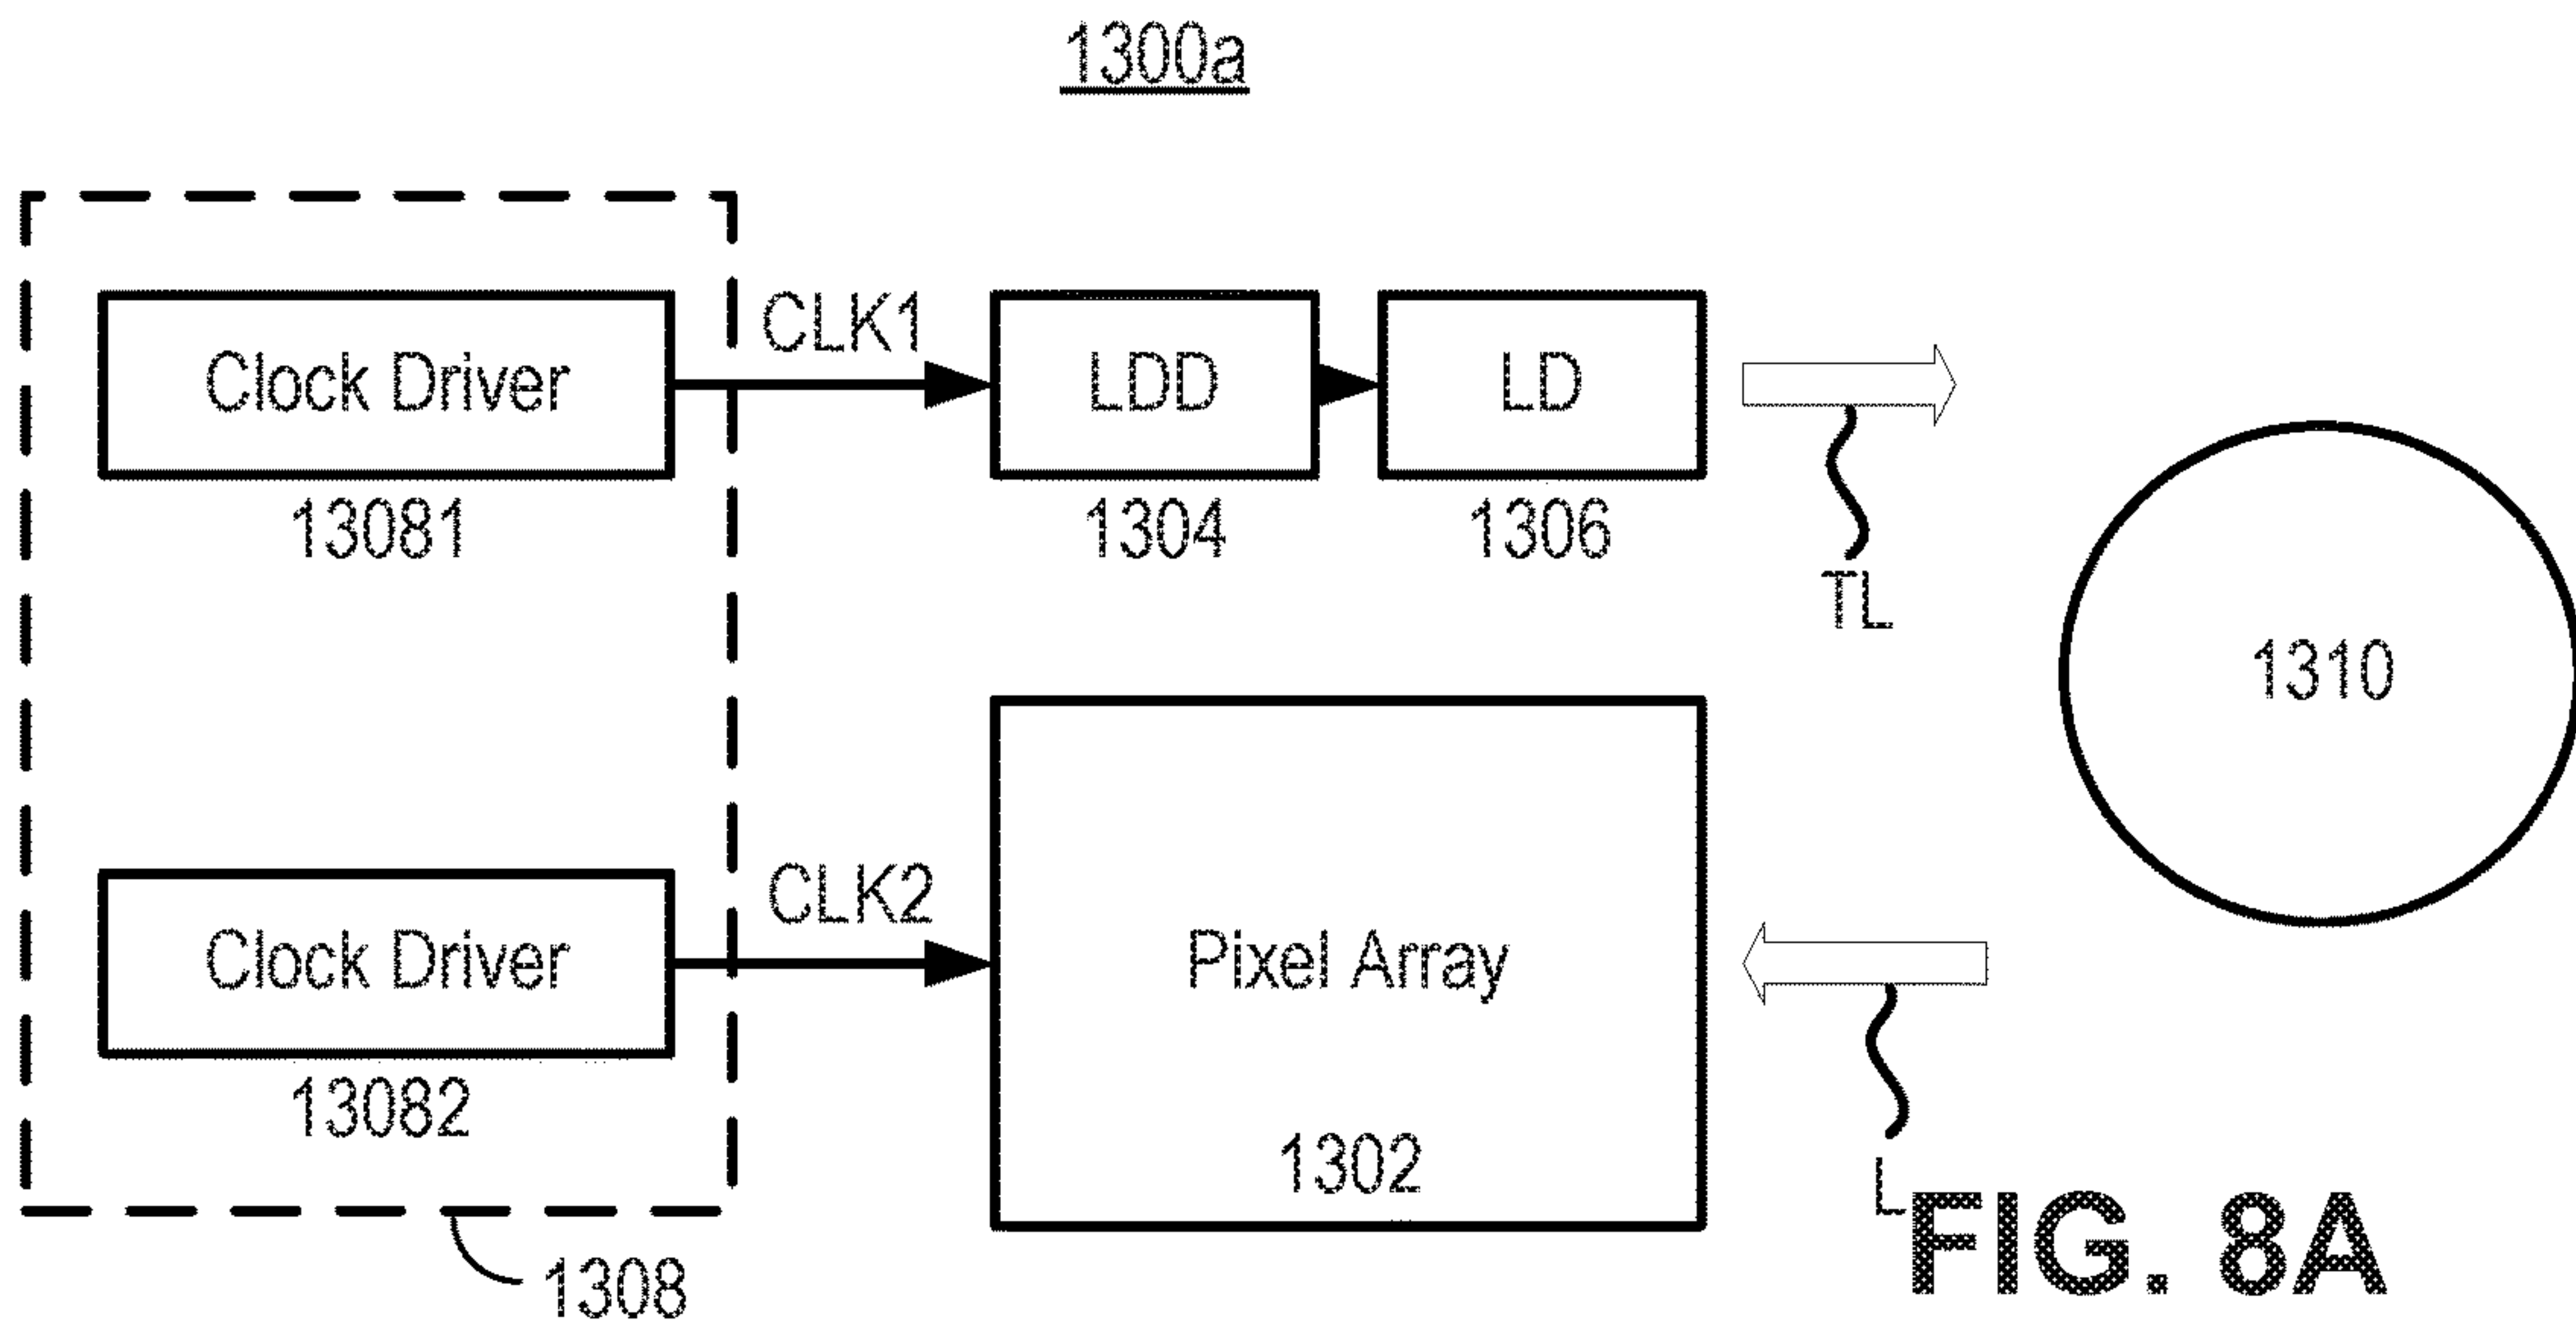 1300a
Clock Driver
13081
CLK1
LDD
1304
LD
1306
TL
1310
Clock Driver
13082
CLK2
Pixel Array
1302
L
1308
FIG. 8A